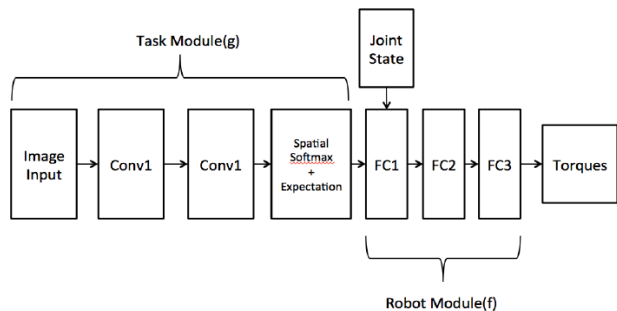 Task Module(g)
Joint
State
Image
Input
Conv1
Conv1
Spatial
Softmax
+
Expectation
FC1
FC2
FC3
Torques
Robot Module(f)